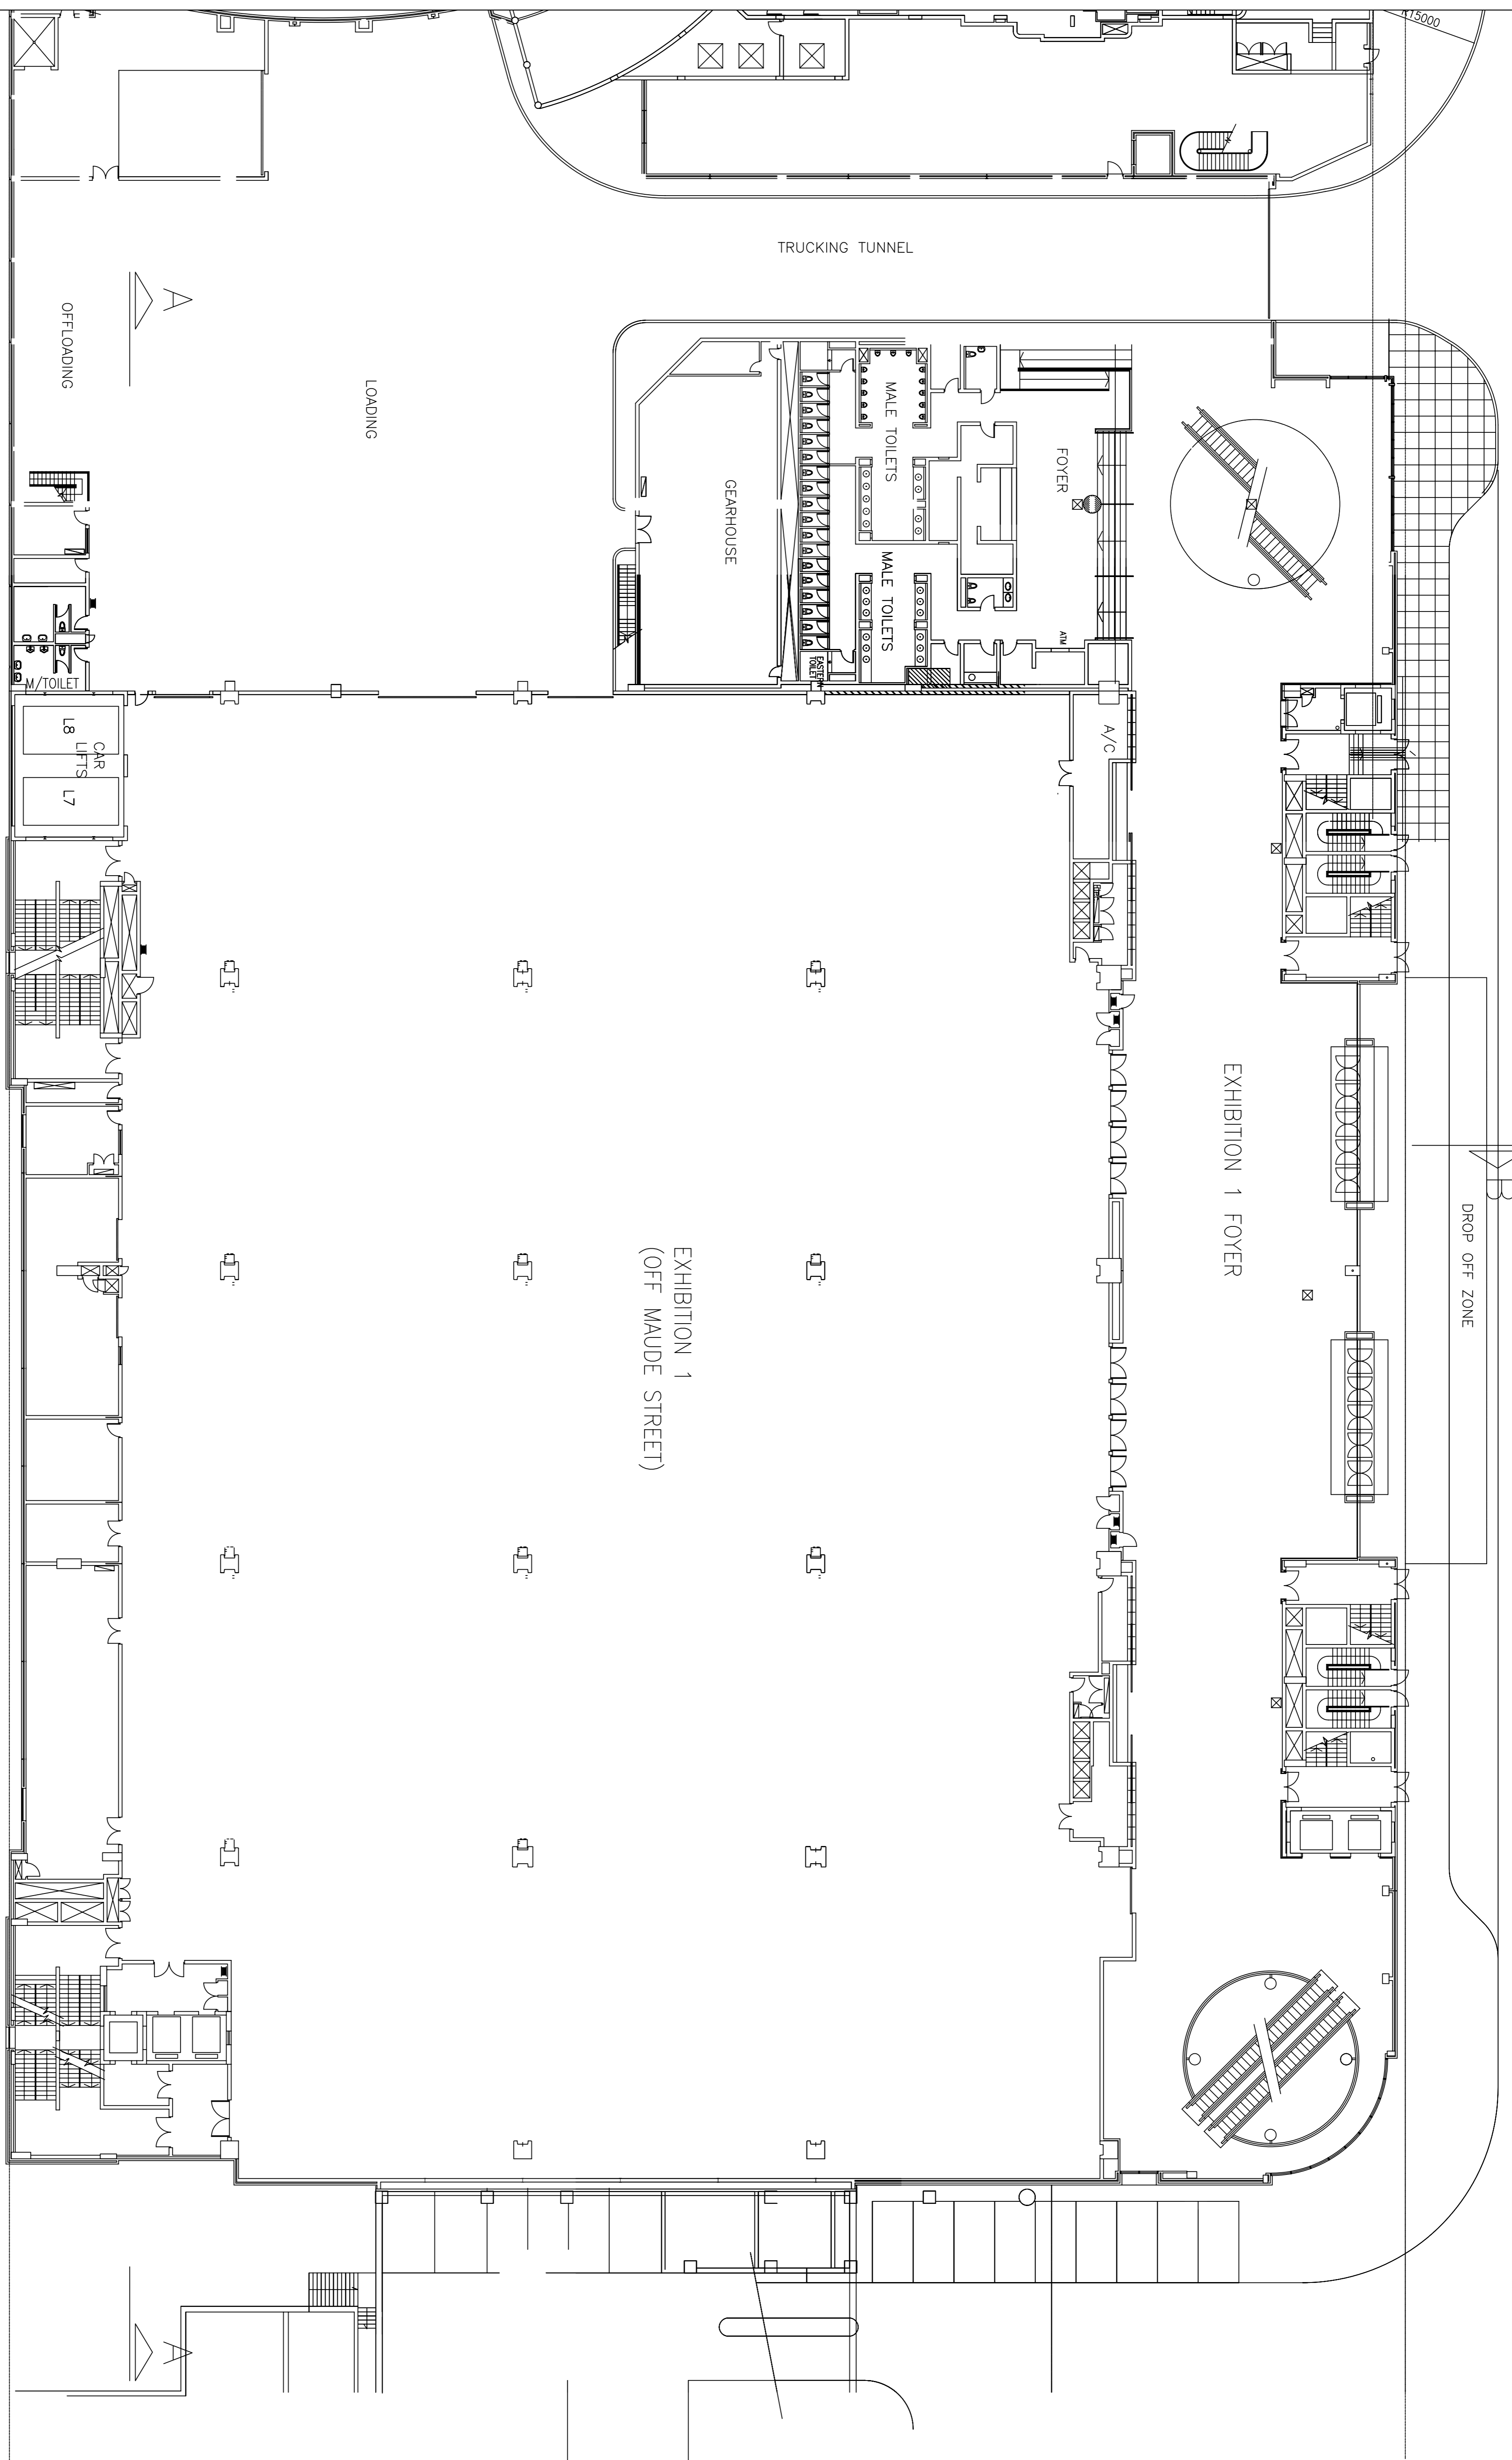 R15000
TRUCKING TUNNEL
A
OFFLOADING
LOADING
MALE TOILETS
FOYER
GEARHOUSE
MALE TOILETS
ATM
EASTERN
TOILET
M/TOILET
L8
CAR
LIFTS
L7
A/C
EXHIBITION 1 FOYER
B
DROP OFF ZONE
EXHIBITION 1
(OFF MAUDE STREET)
A